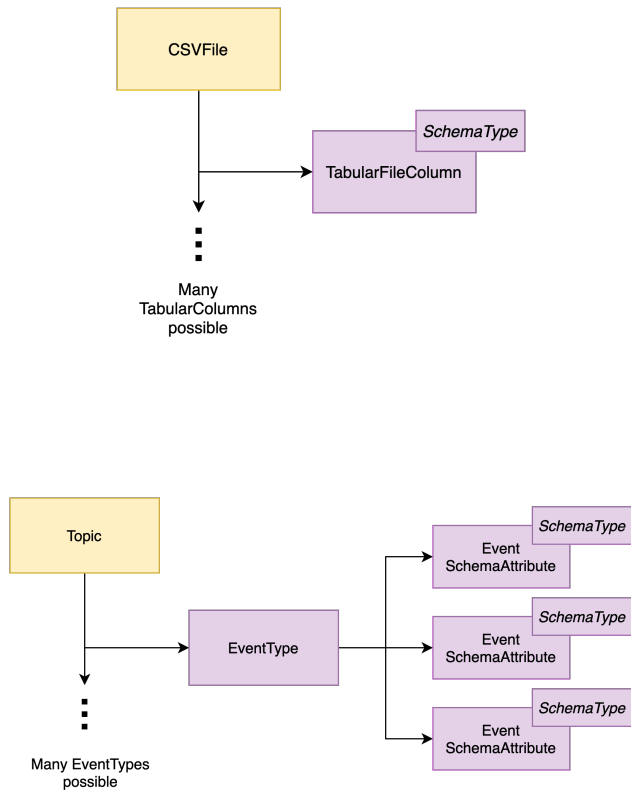 CSVFile
SchemaType
TabularFileColumn
Many
TabularColumns
possible
Topic
EventType
SchemaType
Event
SchemaAttribute
SchemaType
Event
SchemaAttribute
SchemaType
Event
SchemaAttribute
Many EventTypes
possible